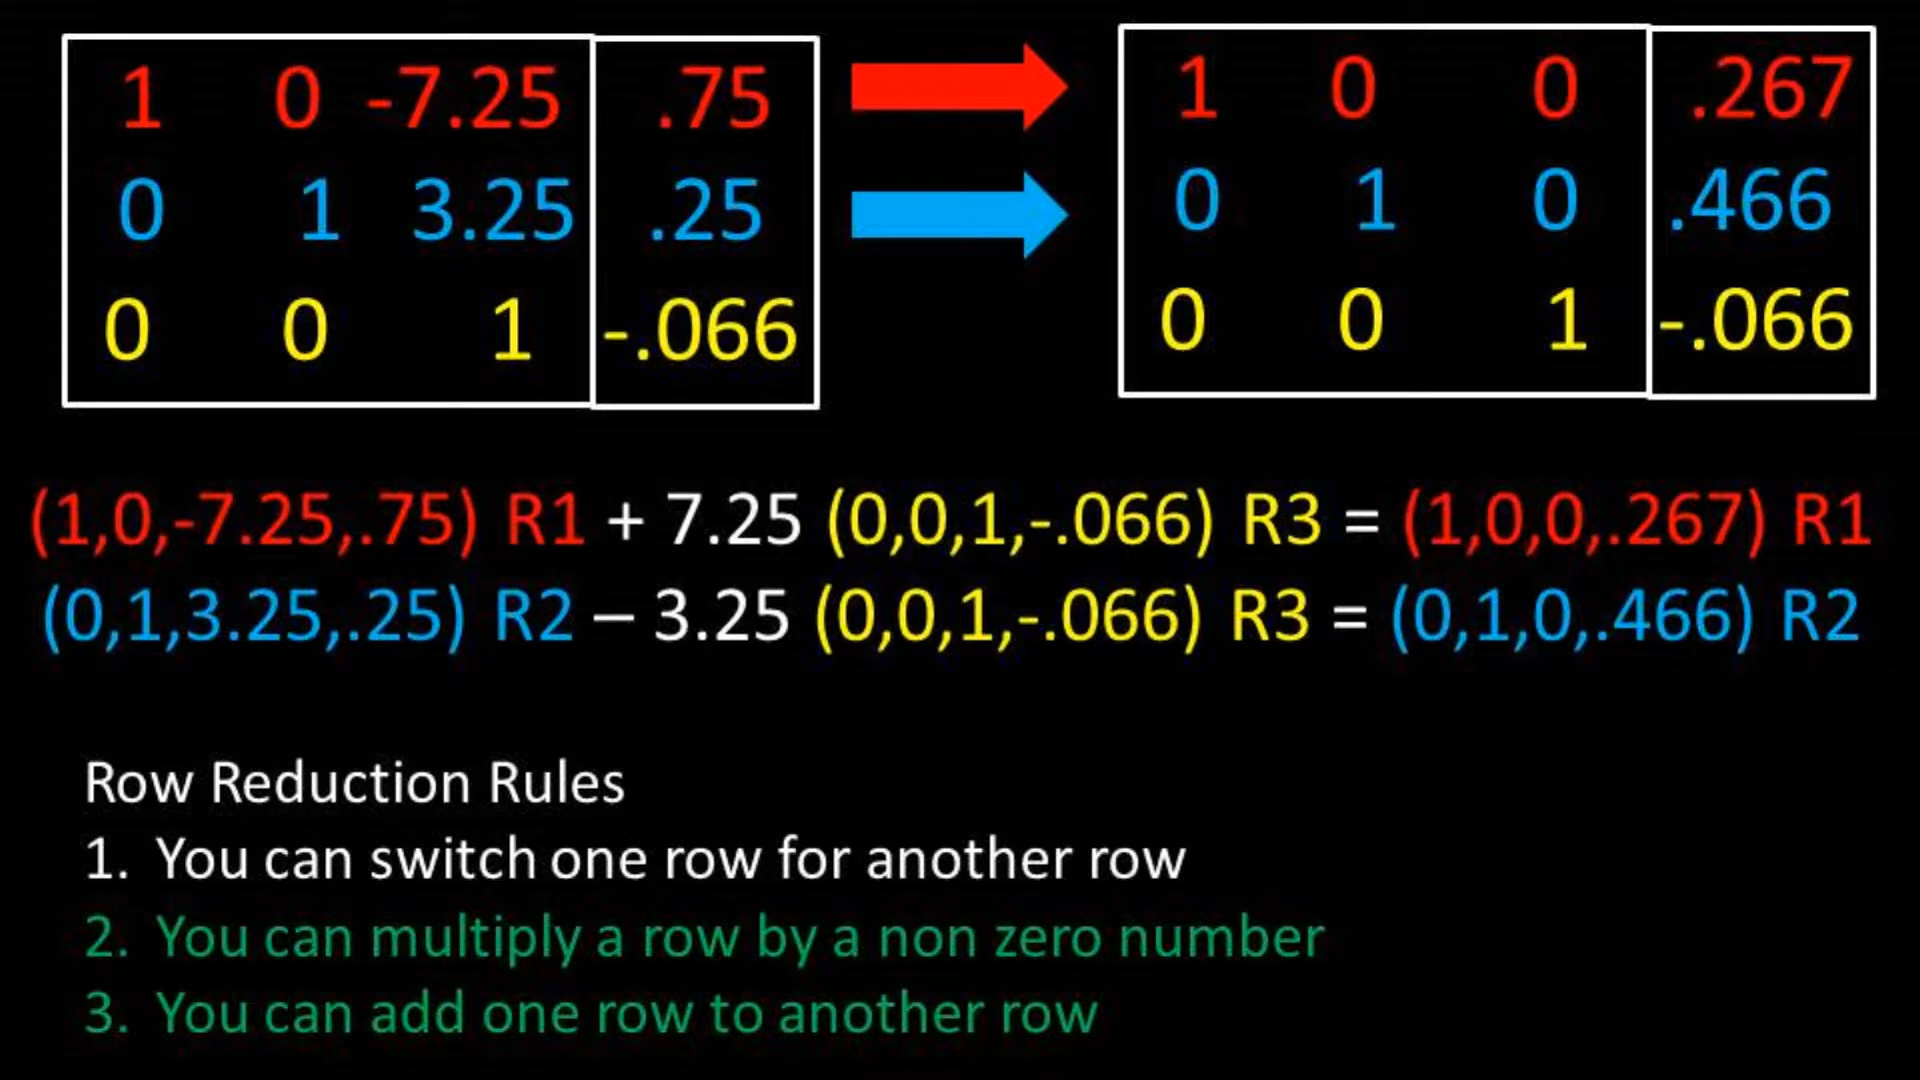 1 0 -7.25 .75 1 0 0 .267
0 1 3.25 .25 0 1 0 .466
0 0 1 -.066 0 0 1 -.066
(1,0,-7.25,.75) R1 + 7.25 (0,0,1,-.066) R3 = (1,0,0,.267) R1
(0,1,3.25,.25) R2 – 3.25 (0,0,1,-.066) R3 = (0,1,0,.466) R2
Row Reduction Rules
1. You can switch one row for another row
2. You can multiply a row by a non zero number
3. You can add one row to another row